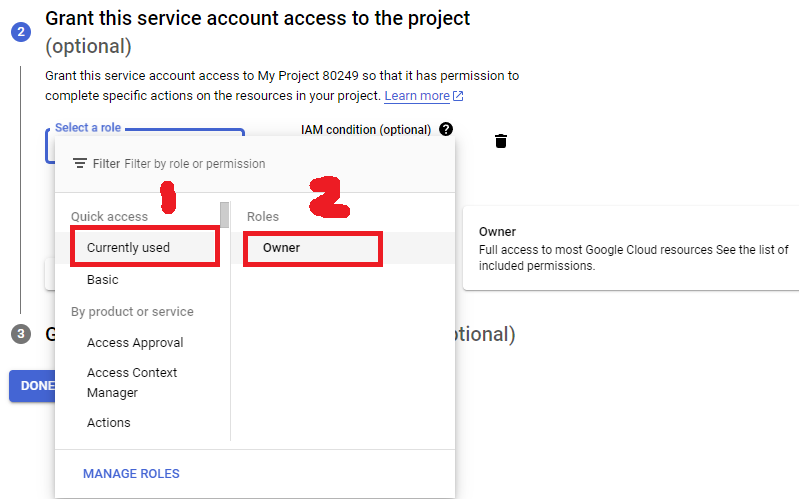 2
Grant this service account access to the project
(optional)
Grant this service account access to My Project 80249 so that it has permission to
complete specific actions on the resources in your project. Learn more
Select a role
IAM condition (optional) ?
Filter Filter by role or permission
1
2
Quick access
Roles
Currently used
Owner
Basic
By product or service
Access Approval
Access Context
Manager
Actions
MANAGE ROLES
Owner
Full access to most Google Cloud resources See the list of
included permissions.
3
G
tional)
DONE